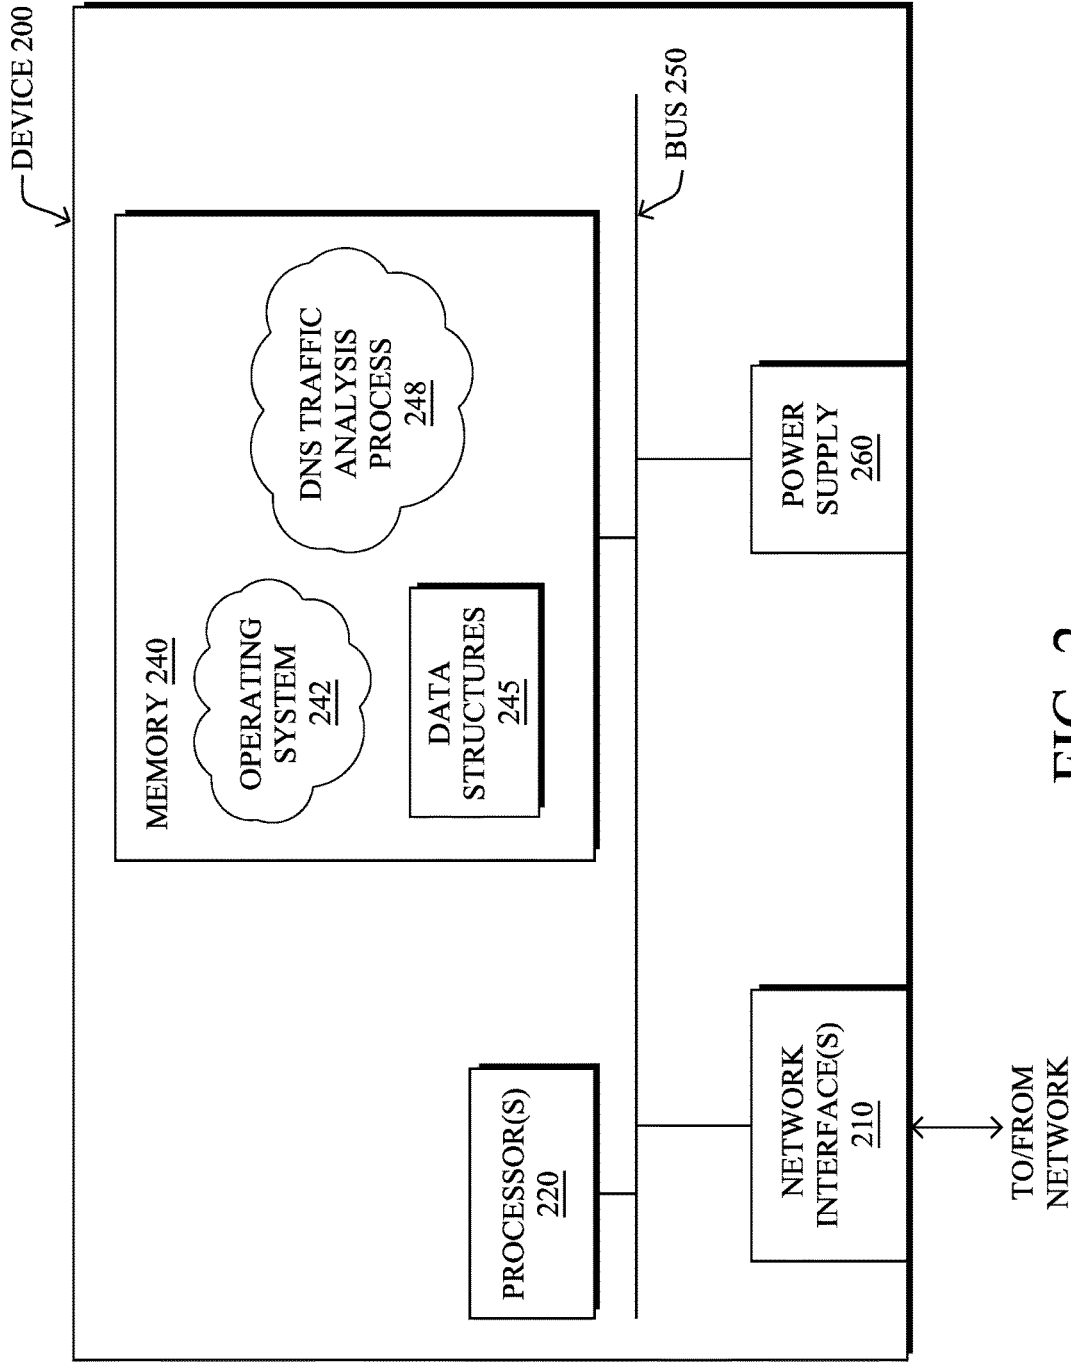 DEVICE 200
MEMORY 240
OPERATING
SYSTEM
242
DNS TRAFFIC
ANALYSIS
PROCESS
248
DATA
STRUCTURES
245
PROCESSOR(S)
220
BUS 250
NETWORK
INTERFACE(S)
210
POWER
SUPPLY
260
TO/FROM
NETWORK